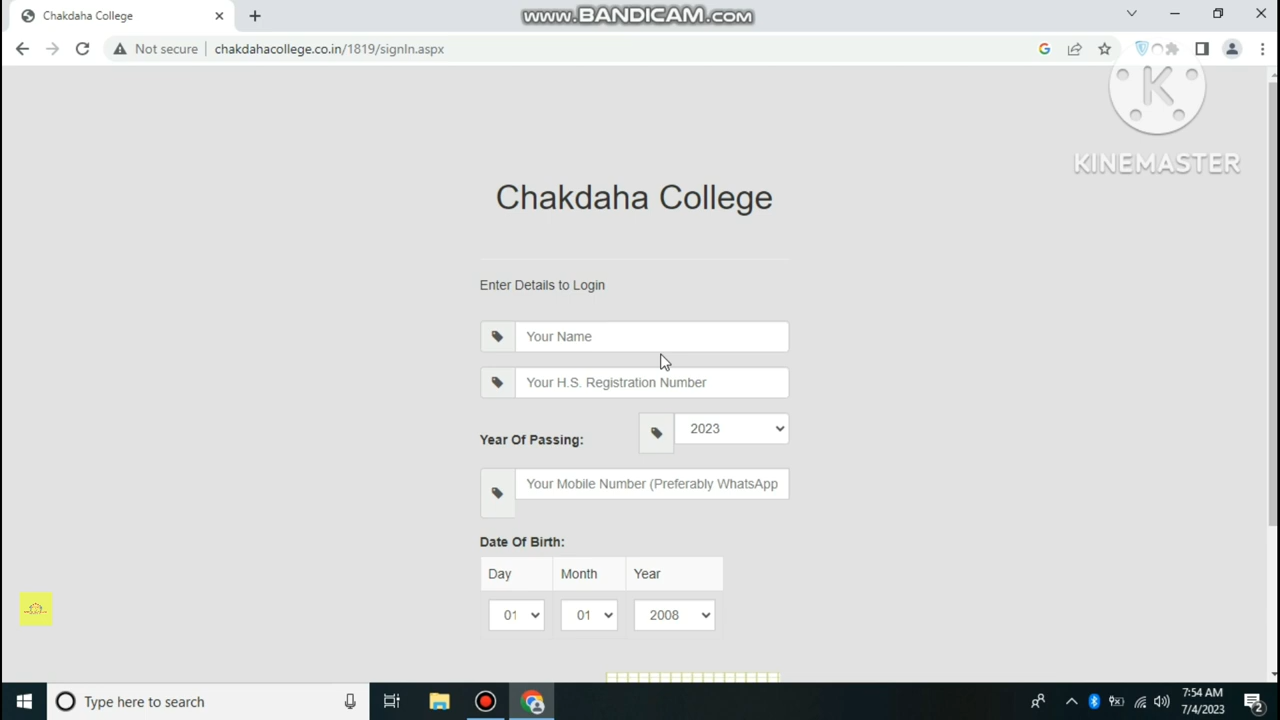 Chakdaha College
www.BANDICAM.com
Not secure
chakdahacollege.co.in/1819/signIn.aspx
K
KINEMASTER
Chakdaha College
Enter Details to Login
Your Name
Your H.S. Registration Number
Year Of Passing:
2023
Your Mobile Number (Preferably WhatsApp
Date Of Birth:
Day Month Year
01 01 2008
Type here to search
7:54 AM
7/4/2023
2